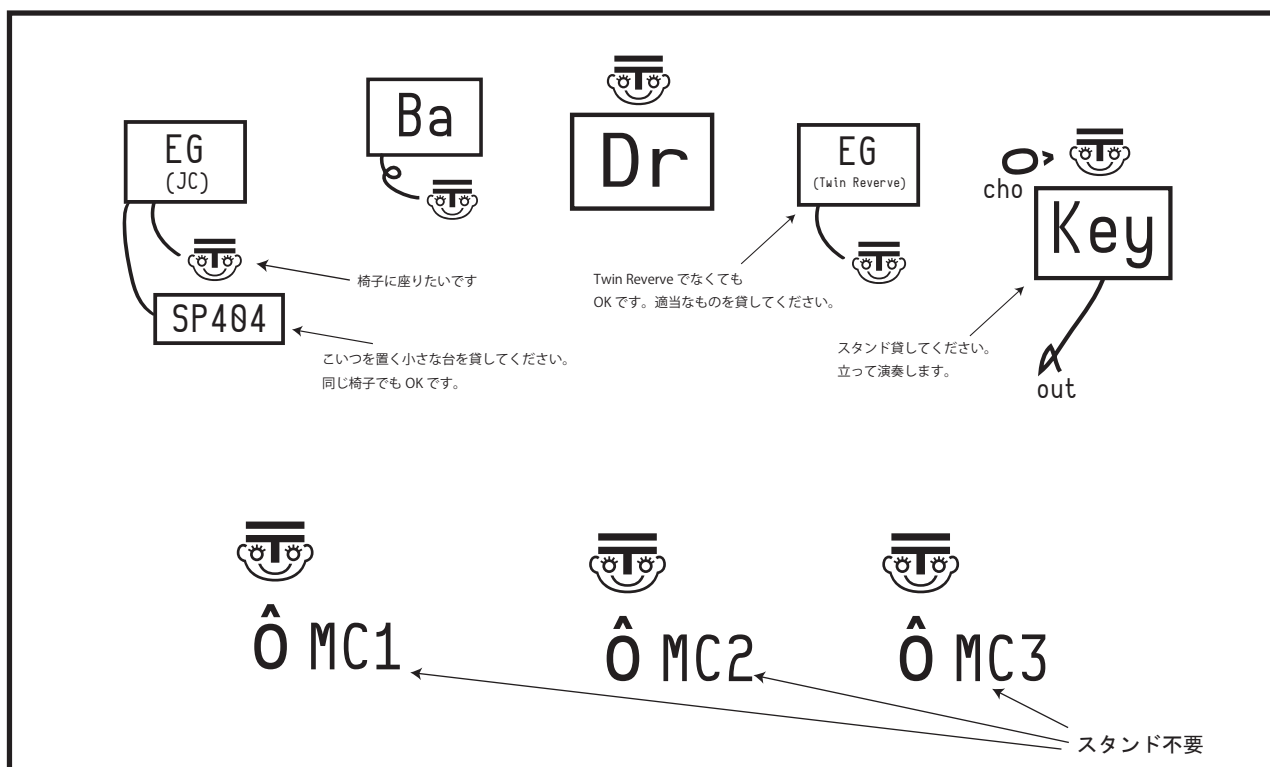 Ba
Dr
EG
(JC)
EG
(Twin Reverve)
cho
Key
椅子に座りたいです
SP404
こいつを置く小さな台を貸してください。
同じ椅子でも OK です。
Twin Reverve でなくても
OK です。適当なものを貸してください。
スタンド貸してください。
立って演奏します。
out
MC1
MC2
MC3
スタンド不要